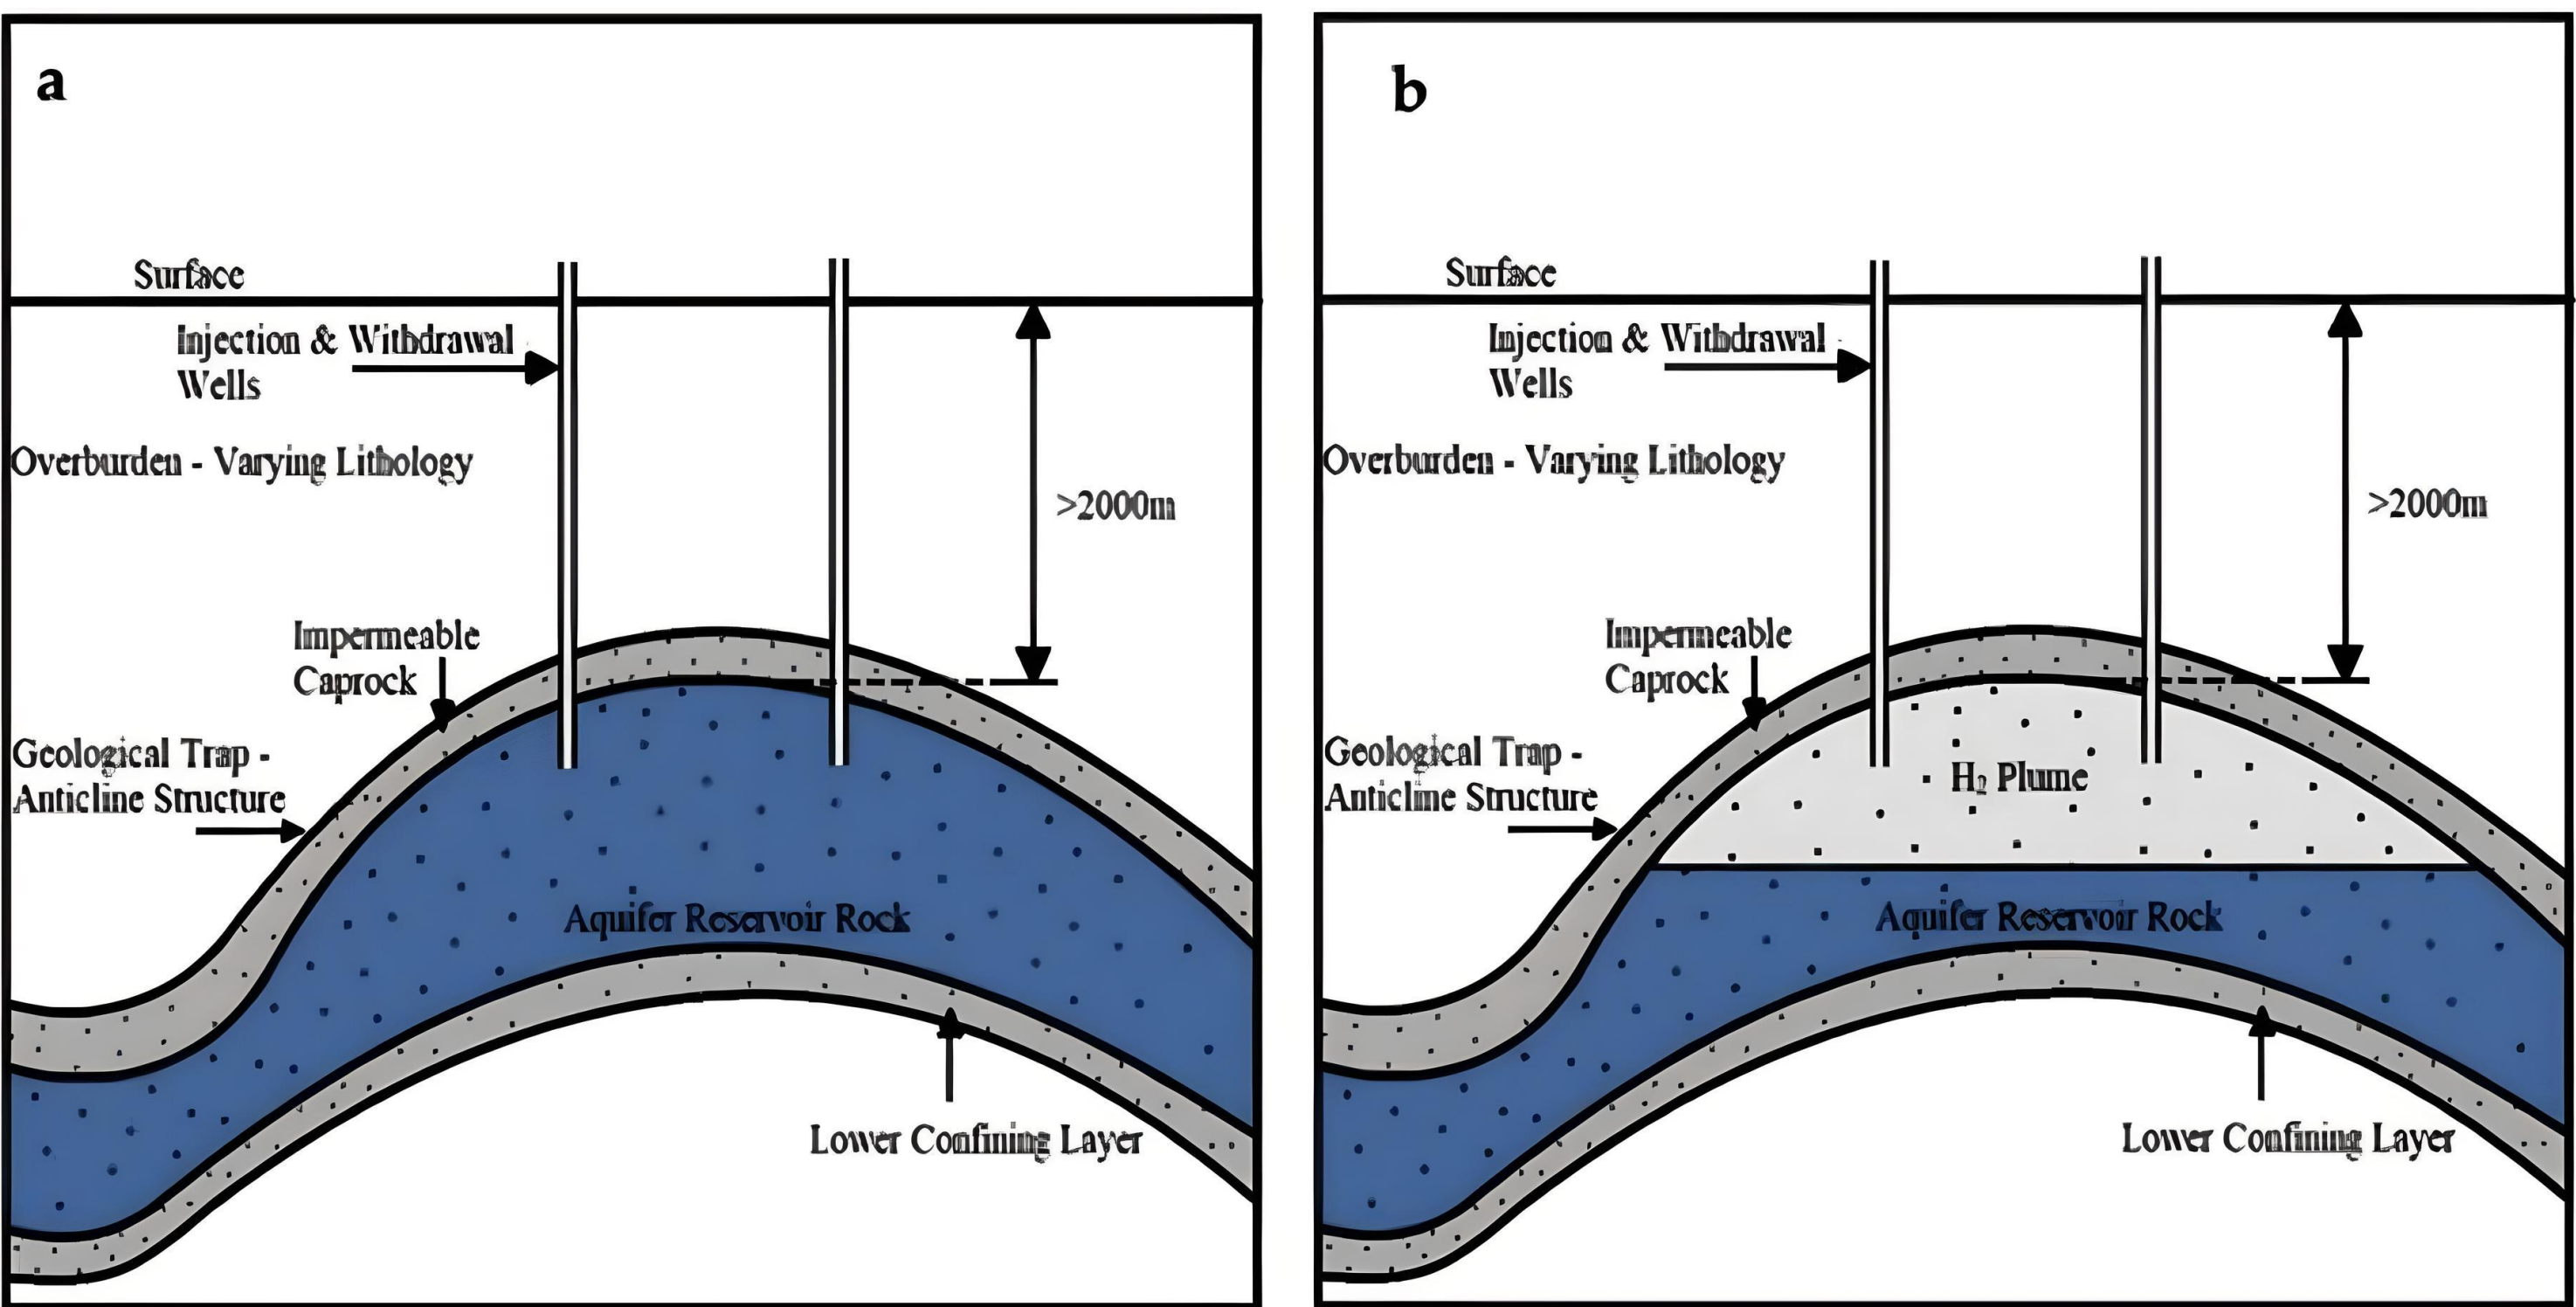 a
Surface
Injection & Withdrawal
Wells
Overburden - Varying Lithology
>2000m
Impermeable
Caprock
Geological Trap -
Anticline Structure
Aquifer Reservoir Rock
Lower Confining Layer
b
Surface
Injection & Withdrawal
Wells
Overburden - Varying Lithology
>2000m
Impermeable
Caprock
Geological Trap -
Anticline Structure
H₂ Plume
Aquifer Reservoir Rock
Lower Confining Layer